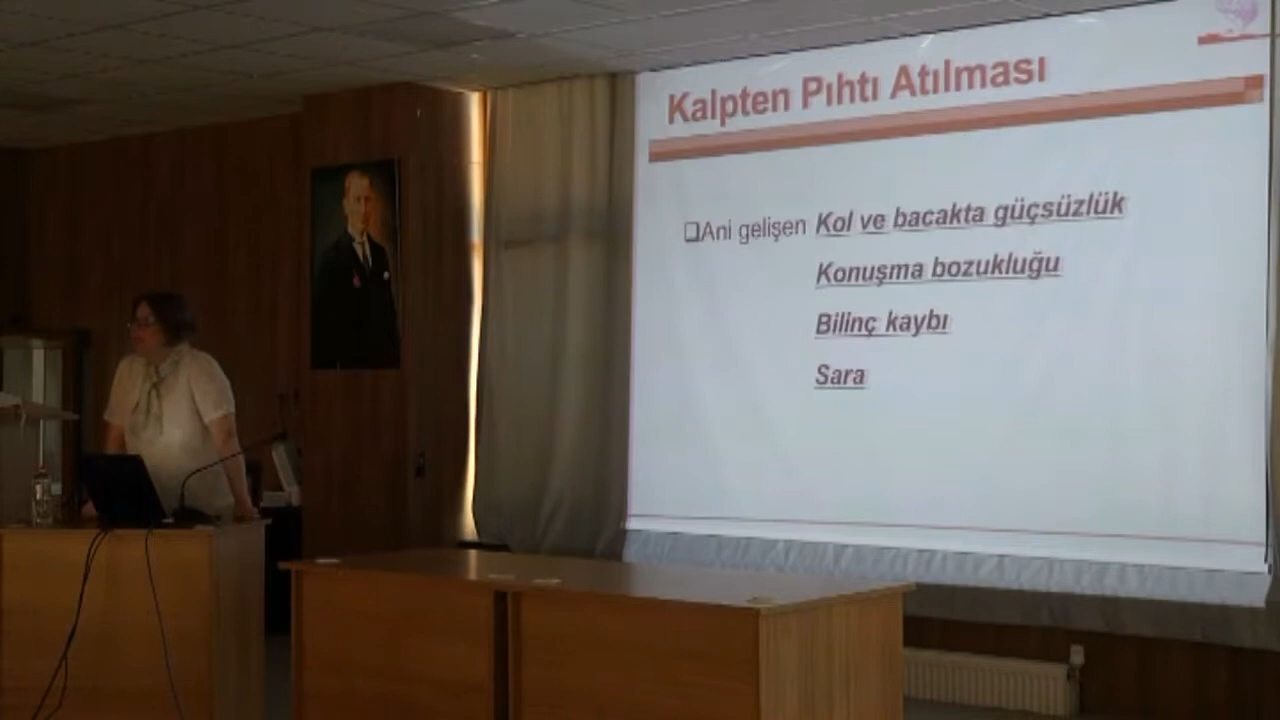 Kalpten Pıhtı Atılması
❑Ani gelişen Kol ve bacakta güçsüzlük
Konuşma bozukluğu
Bilinç kaybı
Sara